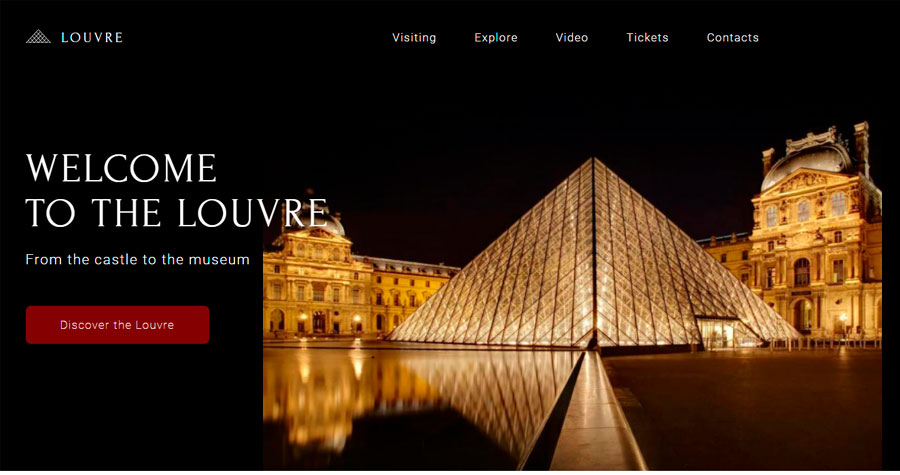 LOUVRE
Visiting
Explore
Video
Tickets
Contacts
WELCOME
TO THE LOUVRE
From the castle to the museum
Discover the Louvre